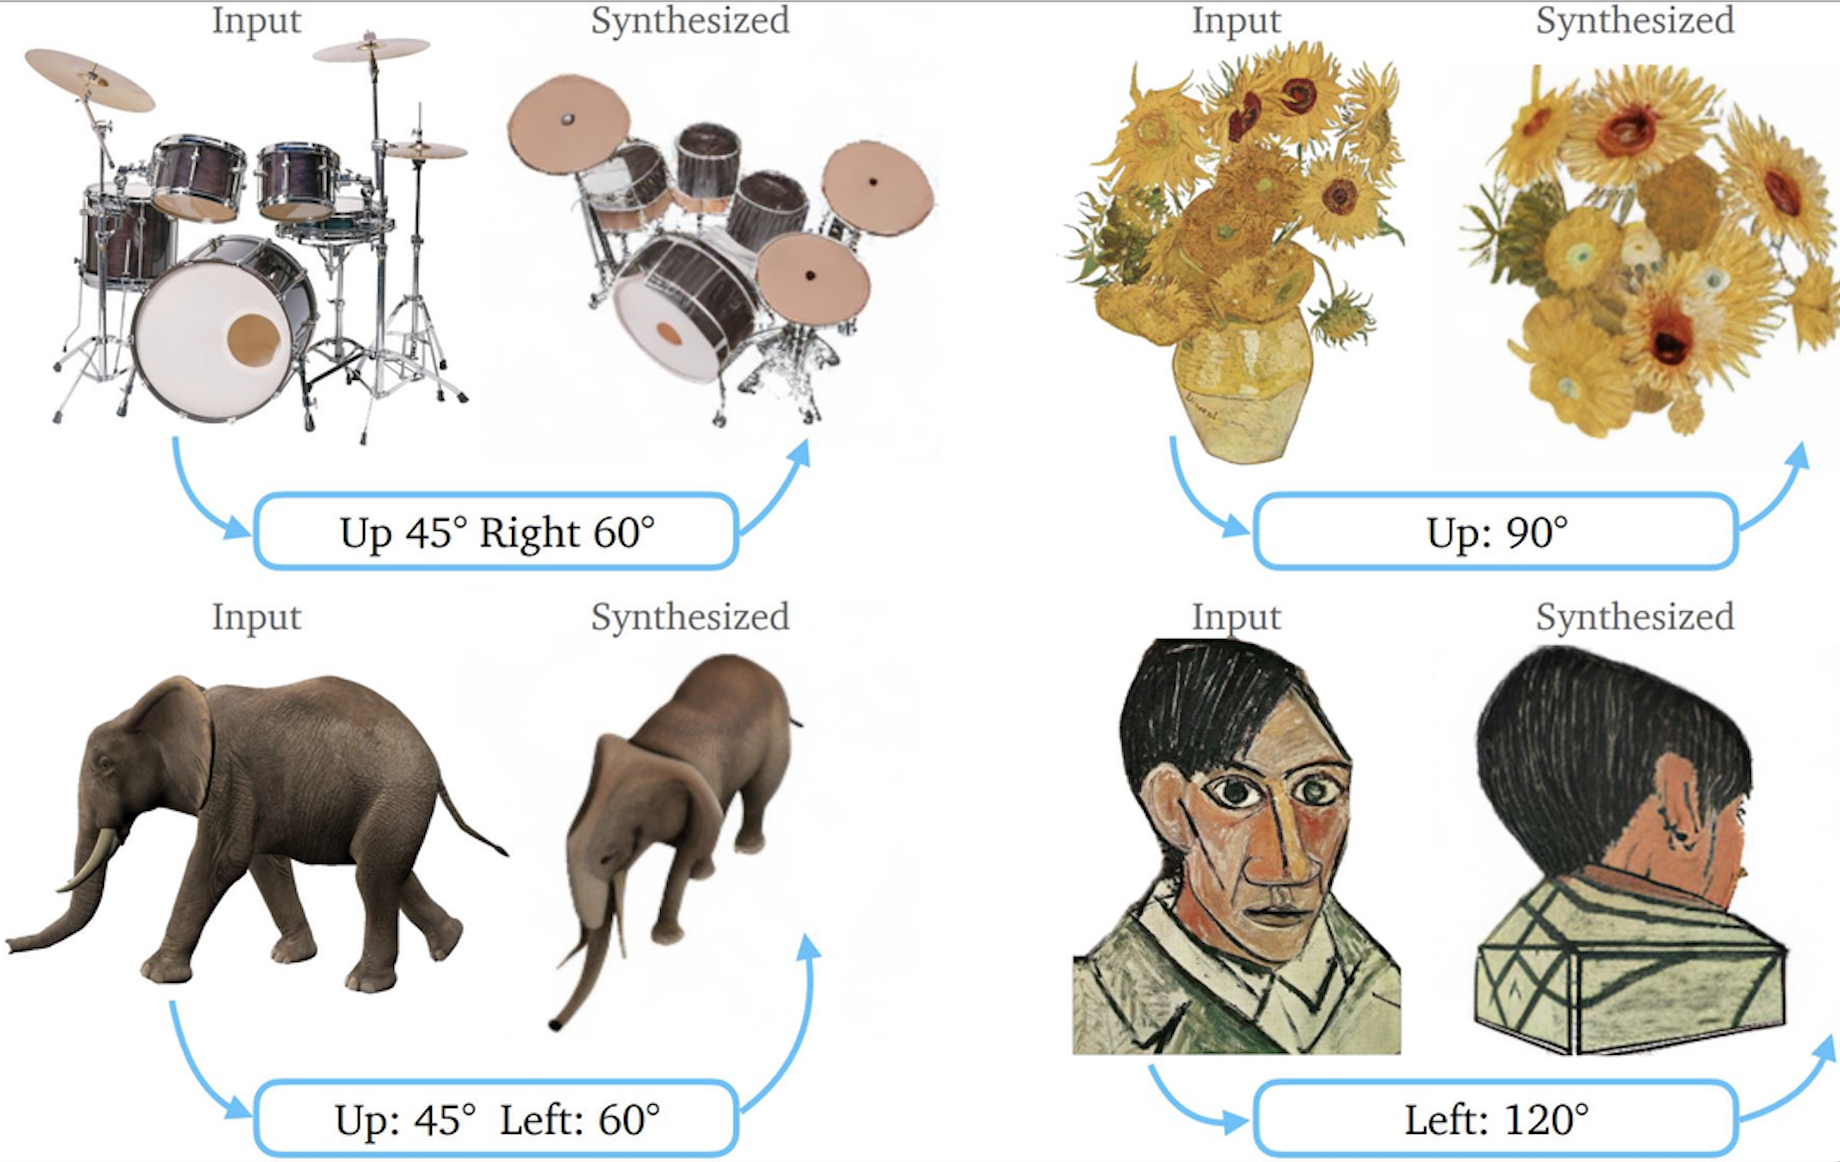 Input Synthesized
Input Synthesized
Vincent
Up 45° Right 60°
Up: 90°
Input Synthesized
Input Synthesized
Up: 45° Left: 60°
Left: 120°